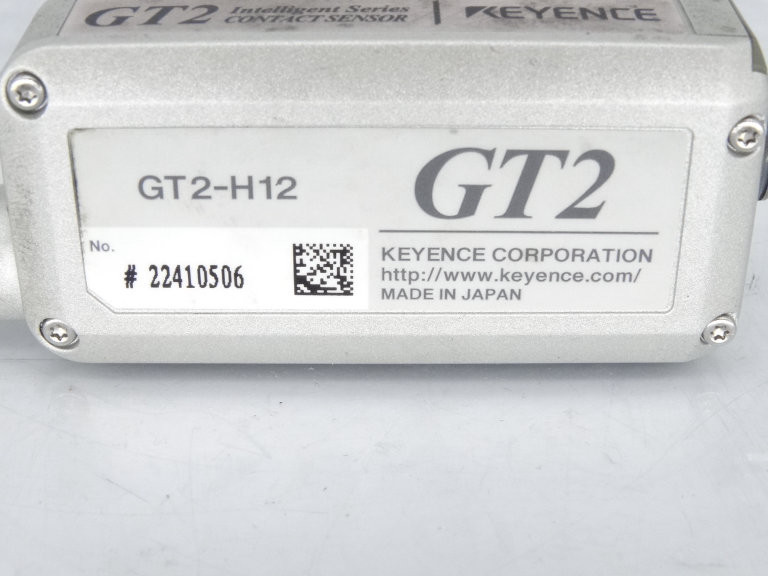 GT2 Intelligent Series
CONTACT SENSOR
KEYENCE
GT2-H12
GT2
No.
# 22410506
KEYENCE CORPORATION
http://www.keyence.com/
MADE IN JAPAN